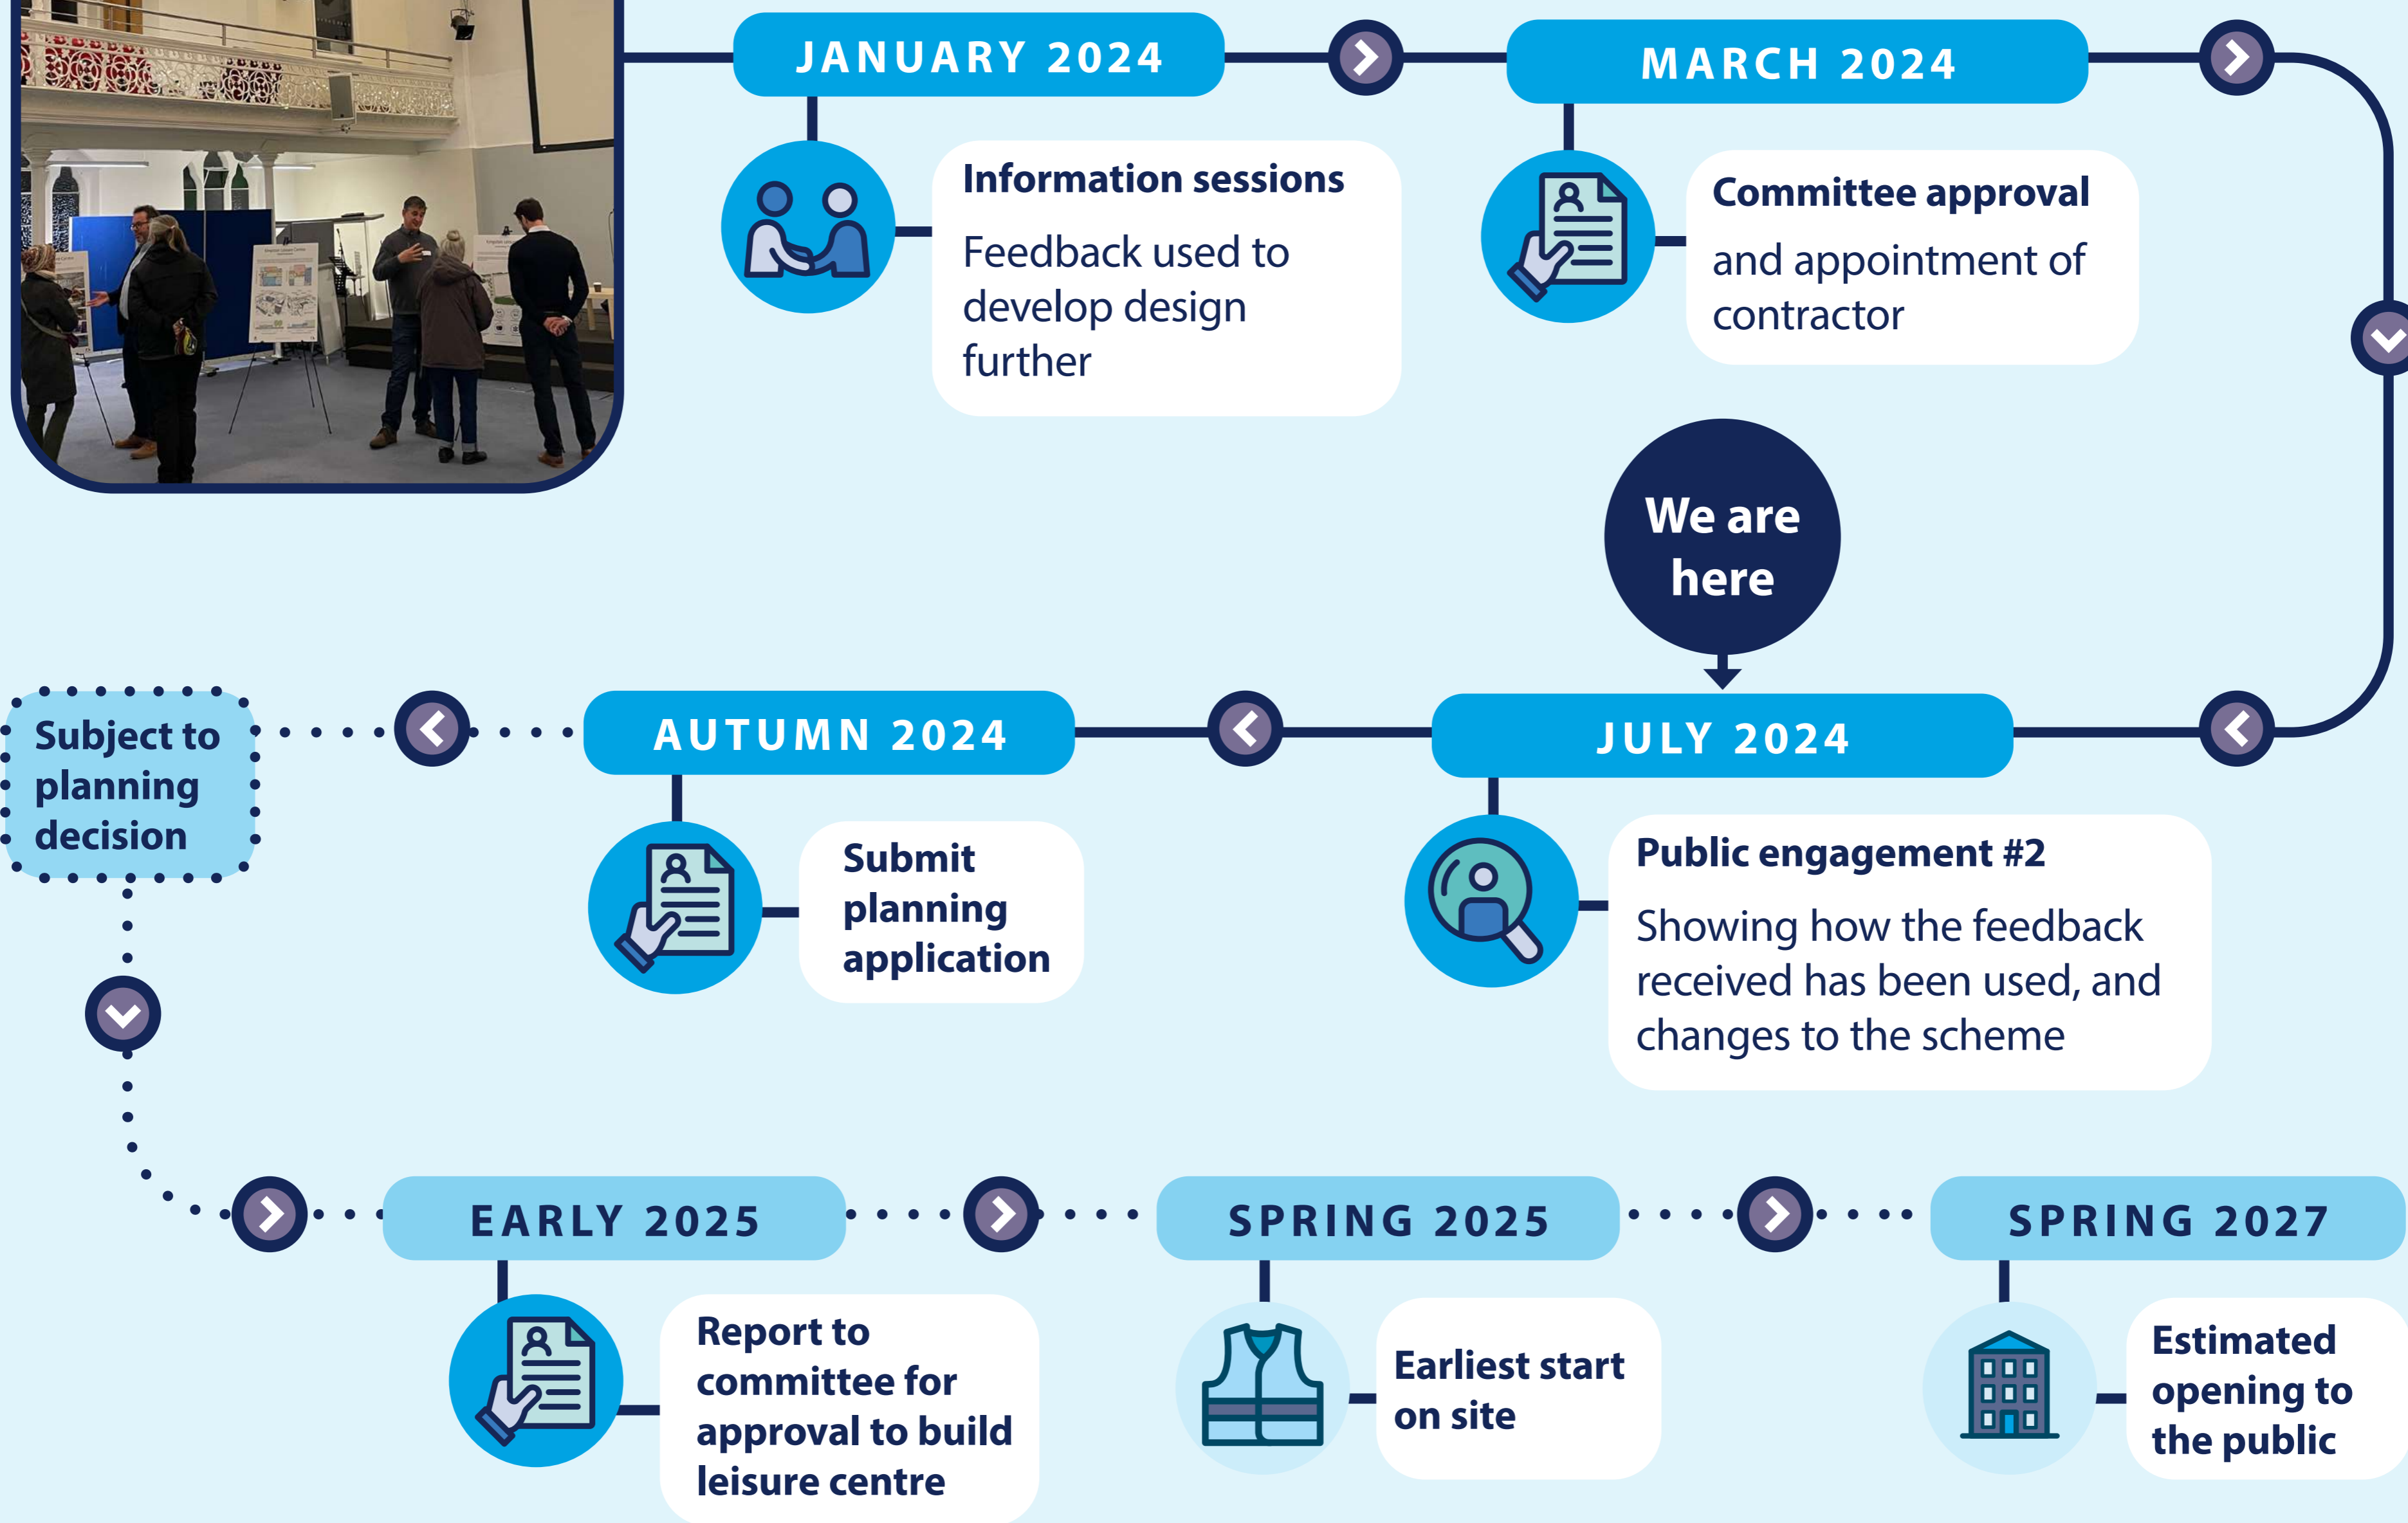 JANUARY 2024
Information sessions
Feedback used to
develop design
further
MARCH 2024
Committee approval
and appointment of
contractor
We are
here
JULY 2024
Public engagement #2
Showing how the feedback
received has been used, and
changes to the scheme
AUTUMN 2024
Submit
planning
application
Subject to
planning
decision
EARLY 2025
Report to
committee for
approval to build
leisure centre
SPRING 2025
Earliest start
on site
SPRING 2027
Estimated
opening to
the public